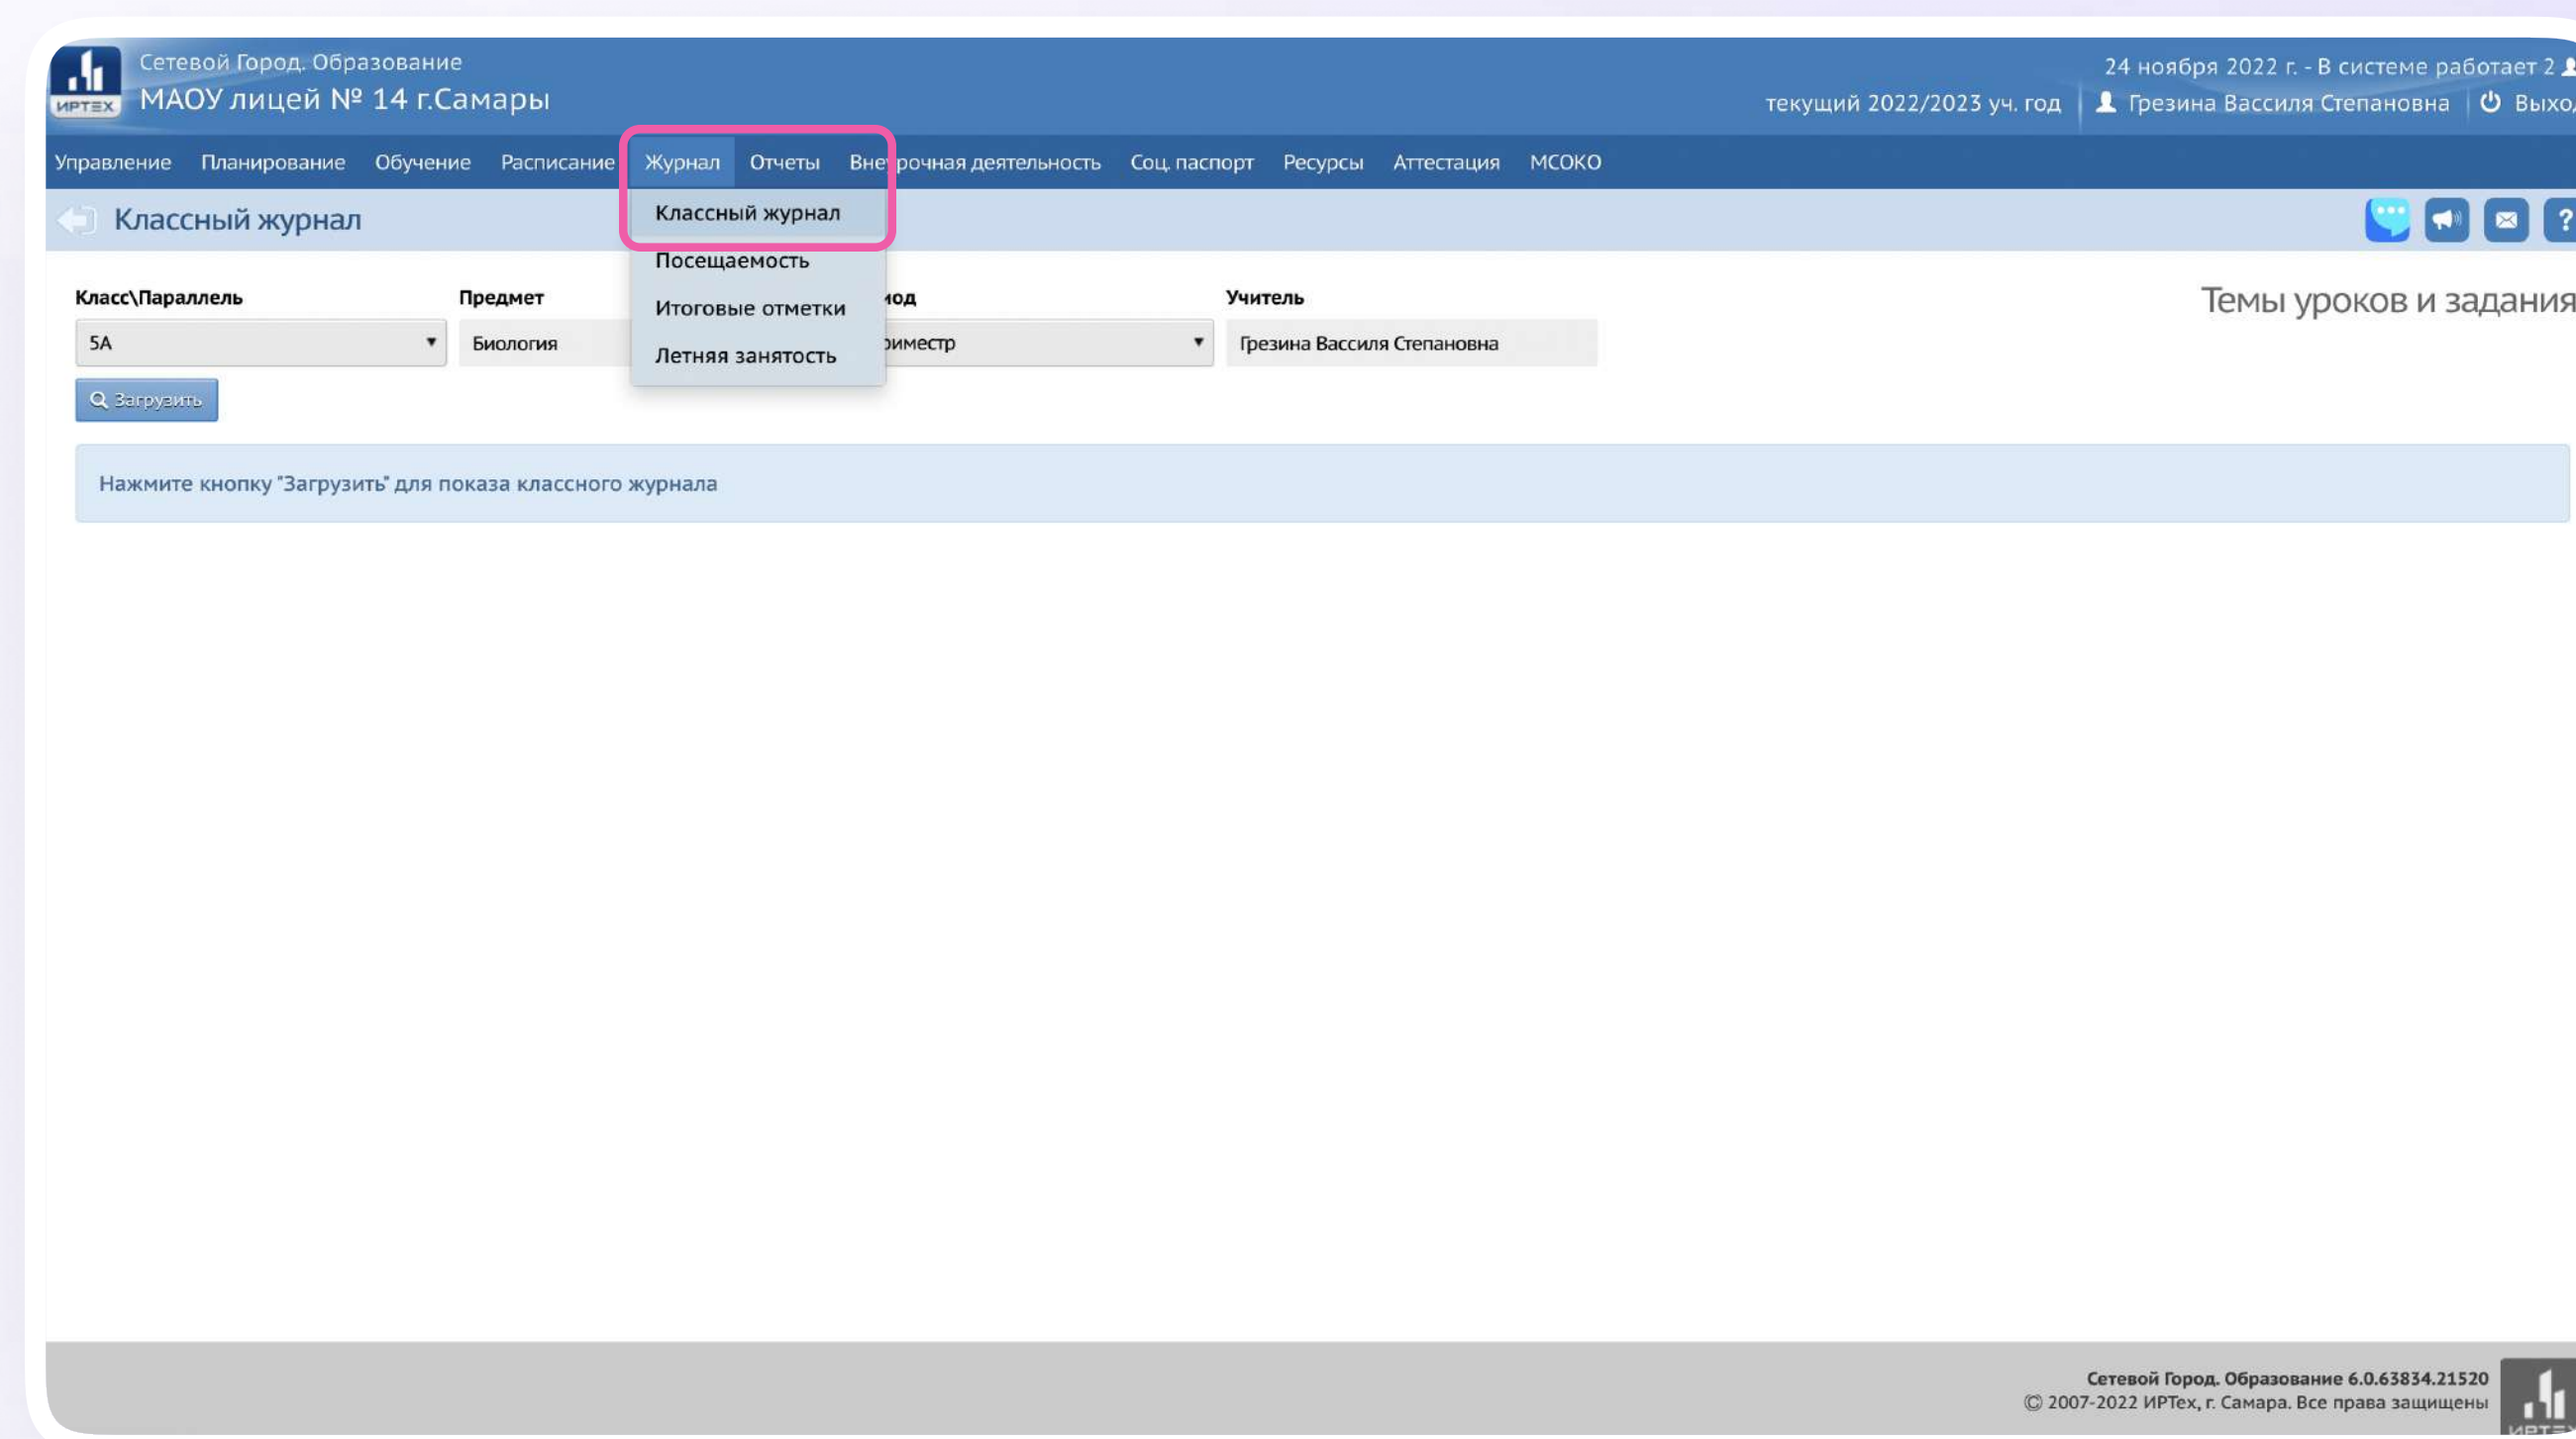 Сетевой Город. Образование
МАОУ лицей № 14 г.Самары
ИРТЕХ
24 ноября 2022 г. - В системе работает 2
текущий 2022/2023 уч. год Грезина Вассиля Степановна
Управление Планирование Обучение Расписание Журнал Отчеты Внеурочная деятельность Соц. паспорт Ресурсы Аттестация МСОКО
Классный журнал
Классный журнал
Посещаемость
Итоговые отметки
Летняя занятость
?
Класс\Параллель Предмет Учитель
5А Биология Грезина Вассиля Степановна
Темы уроков и задания
Загрузить
Нажмите кнопку "Загрузить" для показа классного журнала
Сетевой Город. Образование 6.0.63834.21520
© 2007-2022 ИРТех, г. Самара. Все права защищены